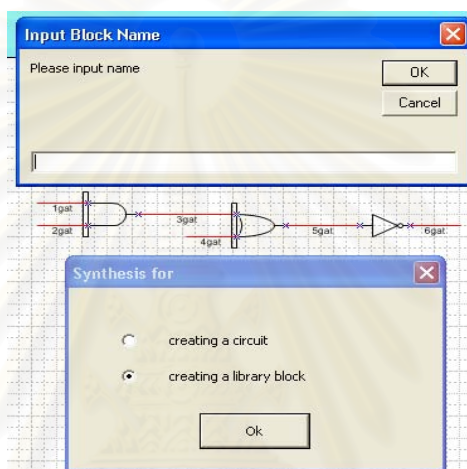 Input Block Name
Please input name
OK
Cancel
1gat
2gat
3gat
4gat
5gat
6gat
Synthesis for
creating a circuit
creating a library block
Ok